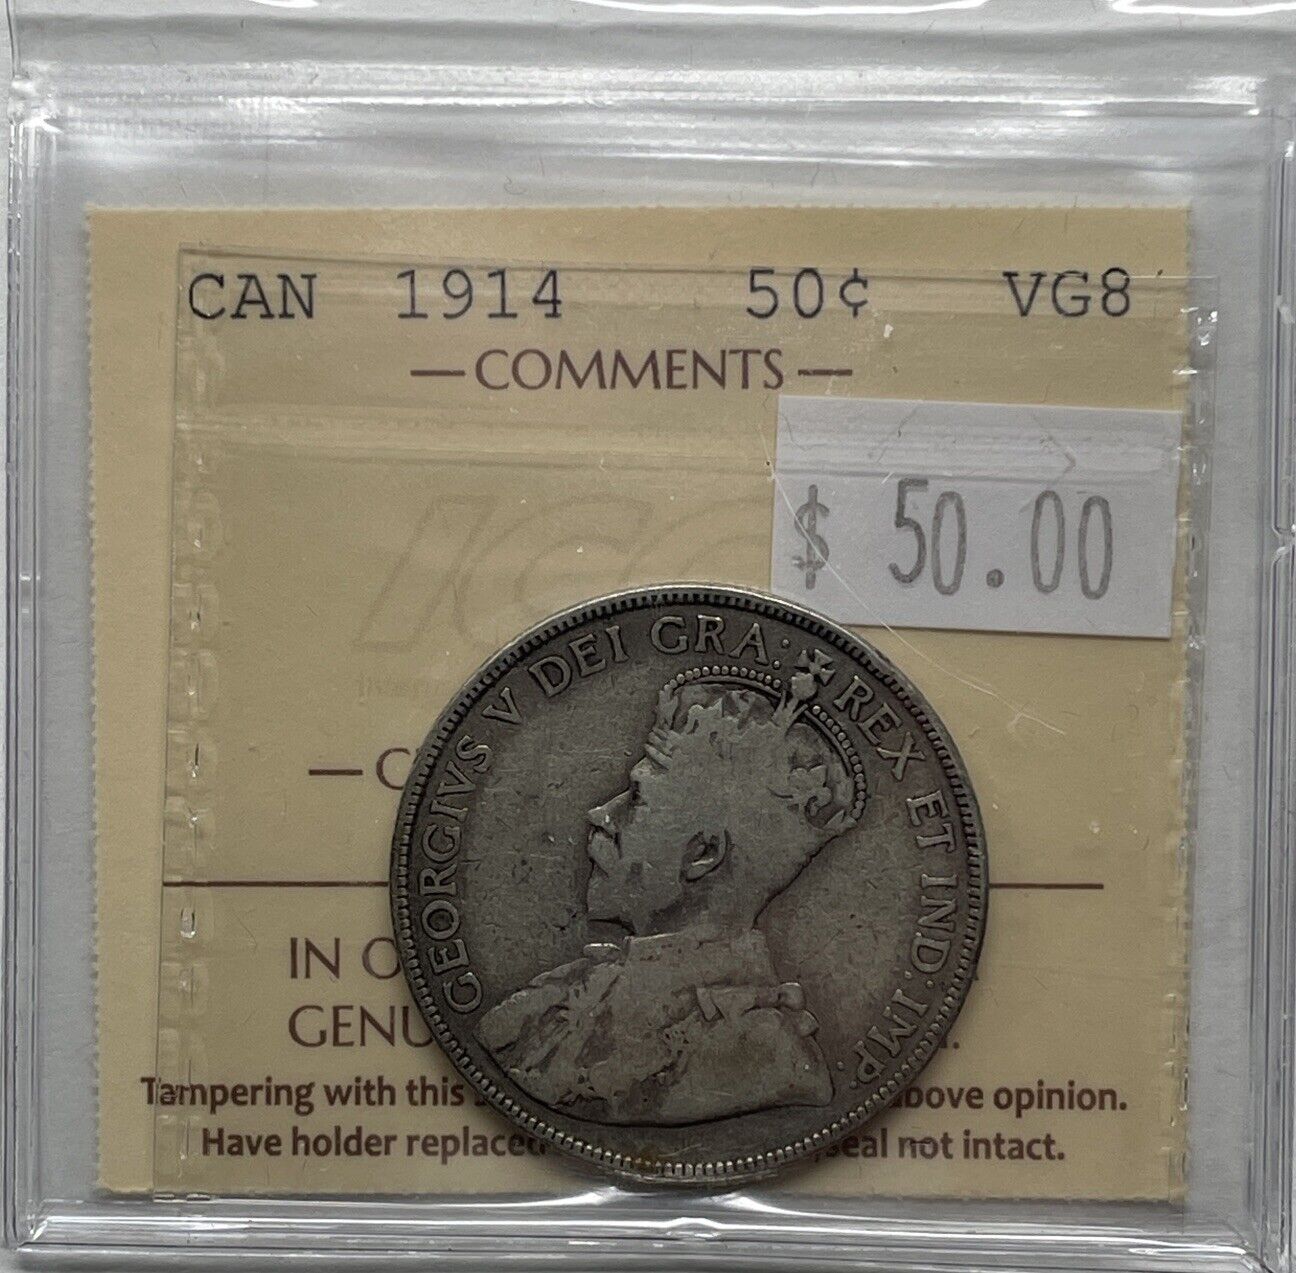 CAN 1914 50¢ VG8
—COMMENTS—
$ 50.00
ICC
GEORGIVS V DEI GRA: REX ET IND: IMP.
— C
IN O
GENU
Tampering with this above opinion.
Have holder replaced seal not intact.